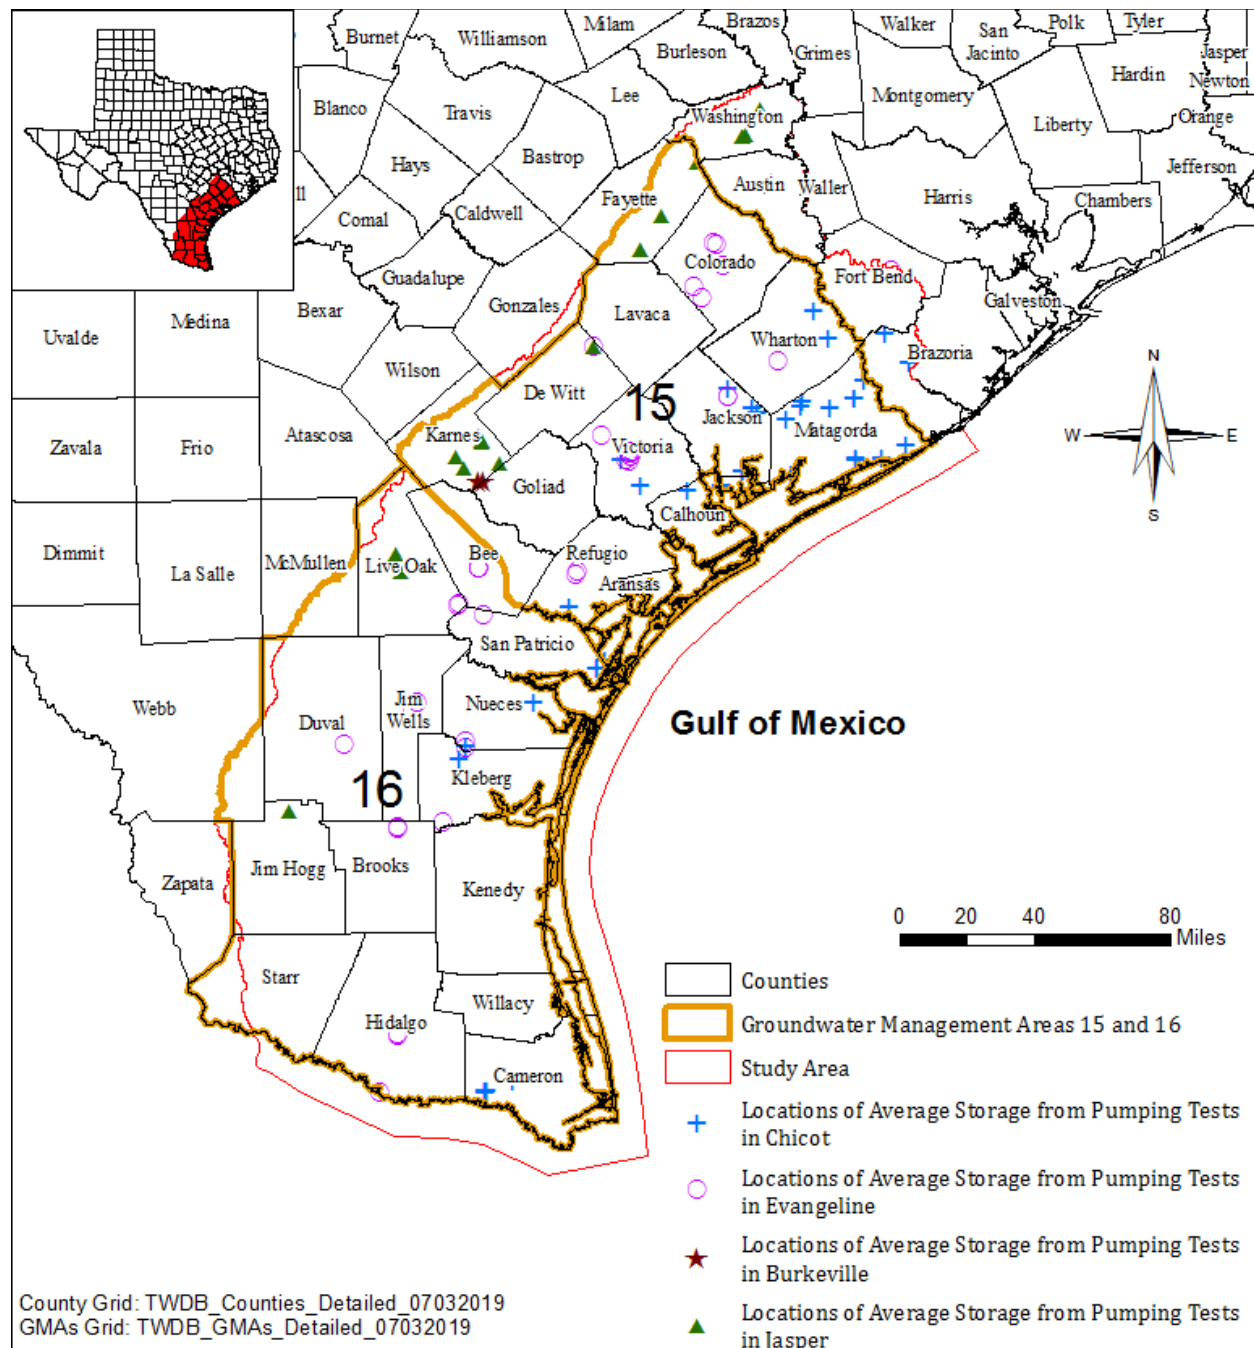 Burnet
Williamson
Milam
Brazos
Walker
Polk
Tyler
San
Jacinto
Jasper
Burleson
Grimes
Hardin
Newton
Blanco
Travis
Lee
Montgomery
Washington
Liberty
Orange
Hays
Bastrop
Jefferson
ll
Comal
Caldwell
Fayette
Austin
Waller
Harris
Chambers
Guadalupe
Colorado
Fort Bend
Bexar
Gonzales
Galveston
Medina
Uvalde
Lavaca
Wharton
Brazoria
Wilson
De Witt
15
N
Jackson
Atascosa
Karnes
Victoria
Matagorda
W
E
Zavala
Frio
Goliad
S
Calhoun
Dimmit
La Salle
McMullen
Live Oak
Bee
Refugio
Aransas
San Patricio
Webb
Duval
Jim
Wells
Nueces
Gulf of Mexico
16
Kleberg
Zapata
Jim Hogg
Brooks
Kenedy
0 20 40 80
Miles
Starr
Willacy
Hidalgo
Cameron
Counties
Groundwater Management Areas 15 and 16
Study Area
Locations of Average Storage from Pumping Tests
in Chicot
Locations of Average Storage from Pumping Tests
in Evangeline
Locations of Average Storage from Pumping Tests
in Burkeville
Locations of Average Storage from Pumping Tests
in Jasper
County Grid: TWDB_Counties_Detailed_07032019
GMAs Grid: TWDB_GMAs_Detailed_07032019